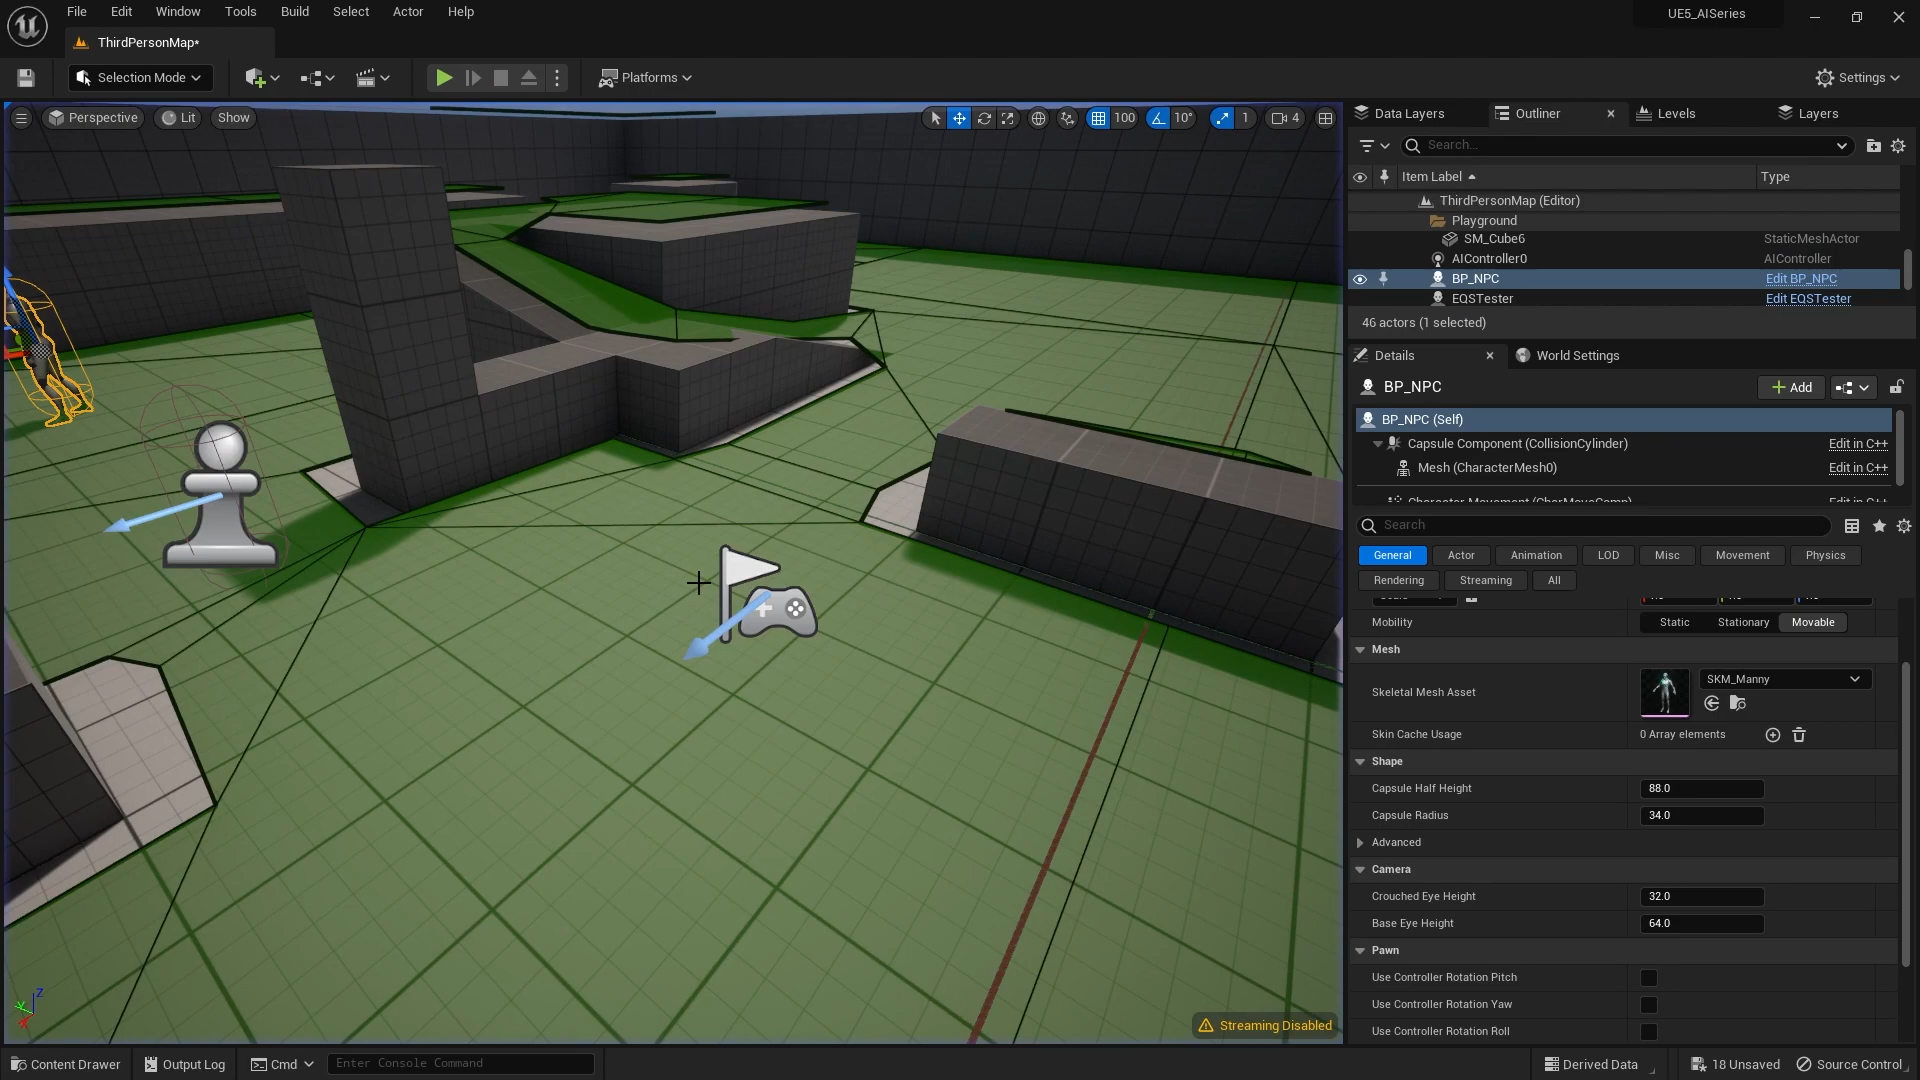 File Edit Window Tools Build Select Actor Help
UE5_AISeries
ThirdPersonMap*
Selection Mode
Platforms
Settings
Perspective Lit Show
100 10° 1 4
Data Layers Outliner Levels Layers
Search...
Item Label Type
ThirdPersonMap (Editor)
Playground
SM_Cube6 StaticMeshActor
AIController0 AIController
BP_NPC Edit BP_NPC
EQSTester Edit EQSTester
46 actors (1 selected)
Details World Settings
BP_NPC
Add
BP_NPC (Self)
Capsule Component (CollisionCylinder) Edit in C++
Mesh (CharacterMesh0) Edit in C++
Character Movement (CharMoveComp) Edit in C++
Search
General Actor Animation LOD Misc Movement Physics
Rendering Streaming All
Mobility Static Stationary Movable
Mesh
Skeletal Mesh Asset SKM_Manny
Skin Cache Usage 0 Array elements
Shape
Capsule Half Height 88.0
Capsule Radius 34.0
Advanced
Camera
Crouched Eye Height 32.0
Base Eye Height 64.0
Pawn
Use Controller Rotation Pitch
Use Controller Rotation Yaw
Use Controller Rotation Roll
Z
Y
X
Streaming Disabled
Content Drawer Output Log Cmd Enter Console Command Derived Data 18 Unsaved Source Control